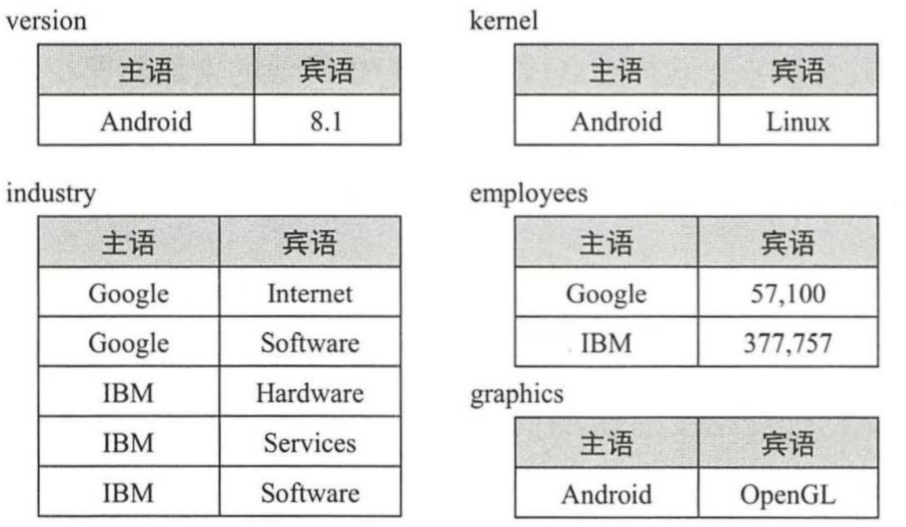 version
主语 宾语
Android 8.1
kernel
主语 宾语
Android Linux
industry
主语 宾语
Google Internet
Google Software
IBM Hardware
IBM Services
IBM Software
employees
主语 宾语
Google 57,100
IBM 377,757
graphics
主语 宾语
Android OpenGL